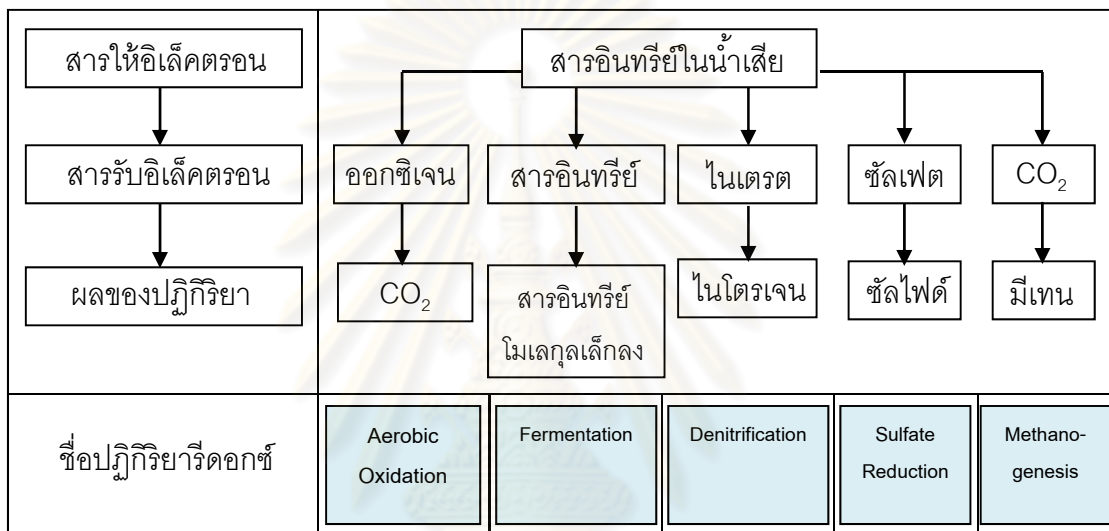 สารให้อิเล็คตรอน
สารอินทรีย์ในน้ำเสีย
สารรับอิเล็คตรอน
ออกซิเจน
สารอินทรีย์
ไนเตรต
ซัลเฟต
CO₂
ผลของปฏิกิริยา
CO₂
สารอินทรีย์
โมเลกุลเล็กลง
ไนโตรเจน
ซัลไฟด์
มีเทน
ชื่อปฏิกิริยารีดอกซ์
Aerobic
Oxidation
Fermentation
Denitrification
Sulfate
Reduction
Methano-
genesis